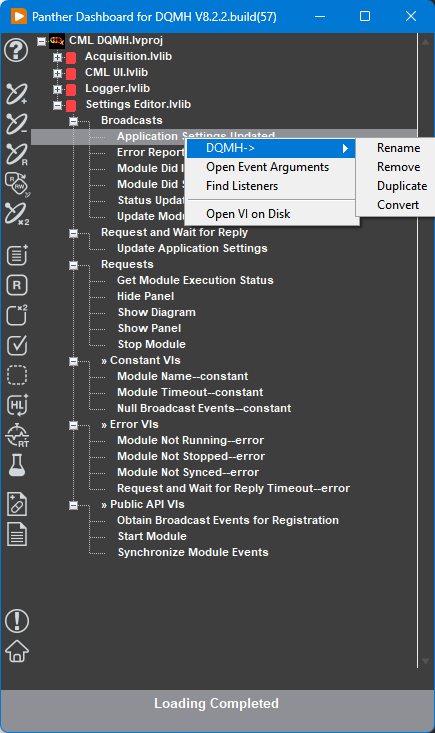 Panther Dashboard for DQMH V8.2.2.build(57)
CML DQMH.lvproj
Acquisition.lvlib
CML UI.lvlib
Logger.lvlib
Settings Editor.lvlib
Broadcasts
Application Settings Updated
DQMH->
Rename
Error Report
Open Event Arguments
Remove
Module Did I
Find Listeners
Duplicate
Module Did S
Convert
Status Updat
Open VI on Disk
Update Modu
Request and Wait for Reply
Update Application Settings
Requests
Get Module Execution Status
Hide Panel
Show Diagram
Show Panel
Stop Module
» Constant VIs
Module Name--constant
Module Timeout--constant
Null Broadcast Events--constant
» Error VIs
Module Not Running--error
Module Not Stopped--error
Module Not Synced--error
Request and Wait for Reply Timeout--error
» Public API VIs
Obtain Broadcast Events for Registration
Start Module
Synchronize Module Events
R
RW
x2
x2
R
HL
RT
Loading Completed